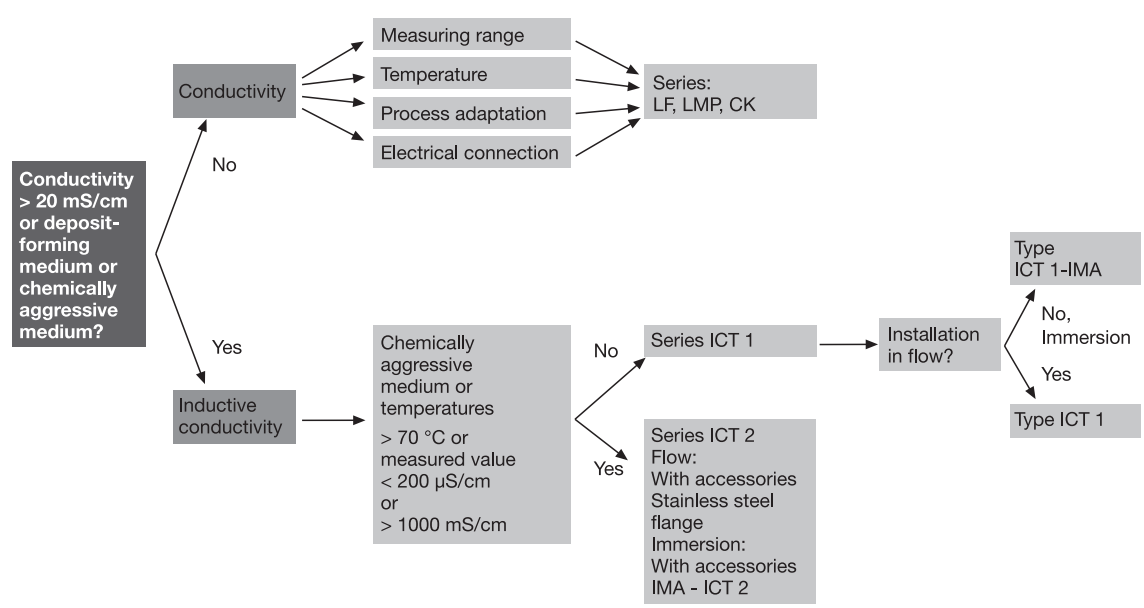 Conductivity
> 20 mS/cm
or deposit-
forming
medium or
chemically
aggressive
medium?
No
Yes
Conductivity
Measuring range
Temperature
Process adaptation
Electrical connection
Series:
LF, LMP, CK
Inductive
conductivity
Chemically
aggressive
medium or
temperatures
> 70 °C or
measured value
< 200 µS/cm
or
> 1000 mS/cm
No
Yes
Series ICT 1
Series ICT 2
Flow:
With accessories
Stainless steel
flange
Immersion:
With accessories
IMA - ICT 2
Installation
in flow?
Type
ICT 1-IMA
No,
Immersion
Yes
Type ICT 1